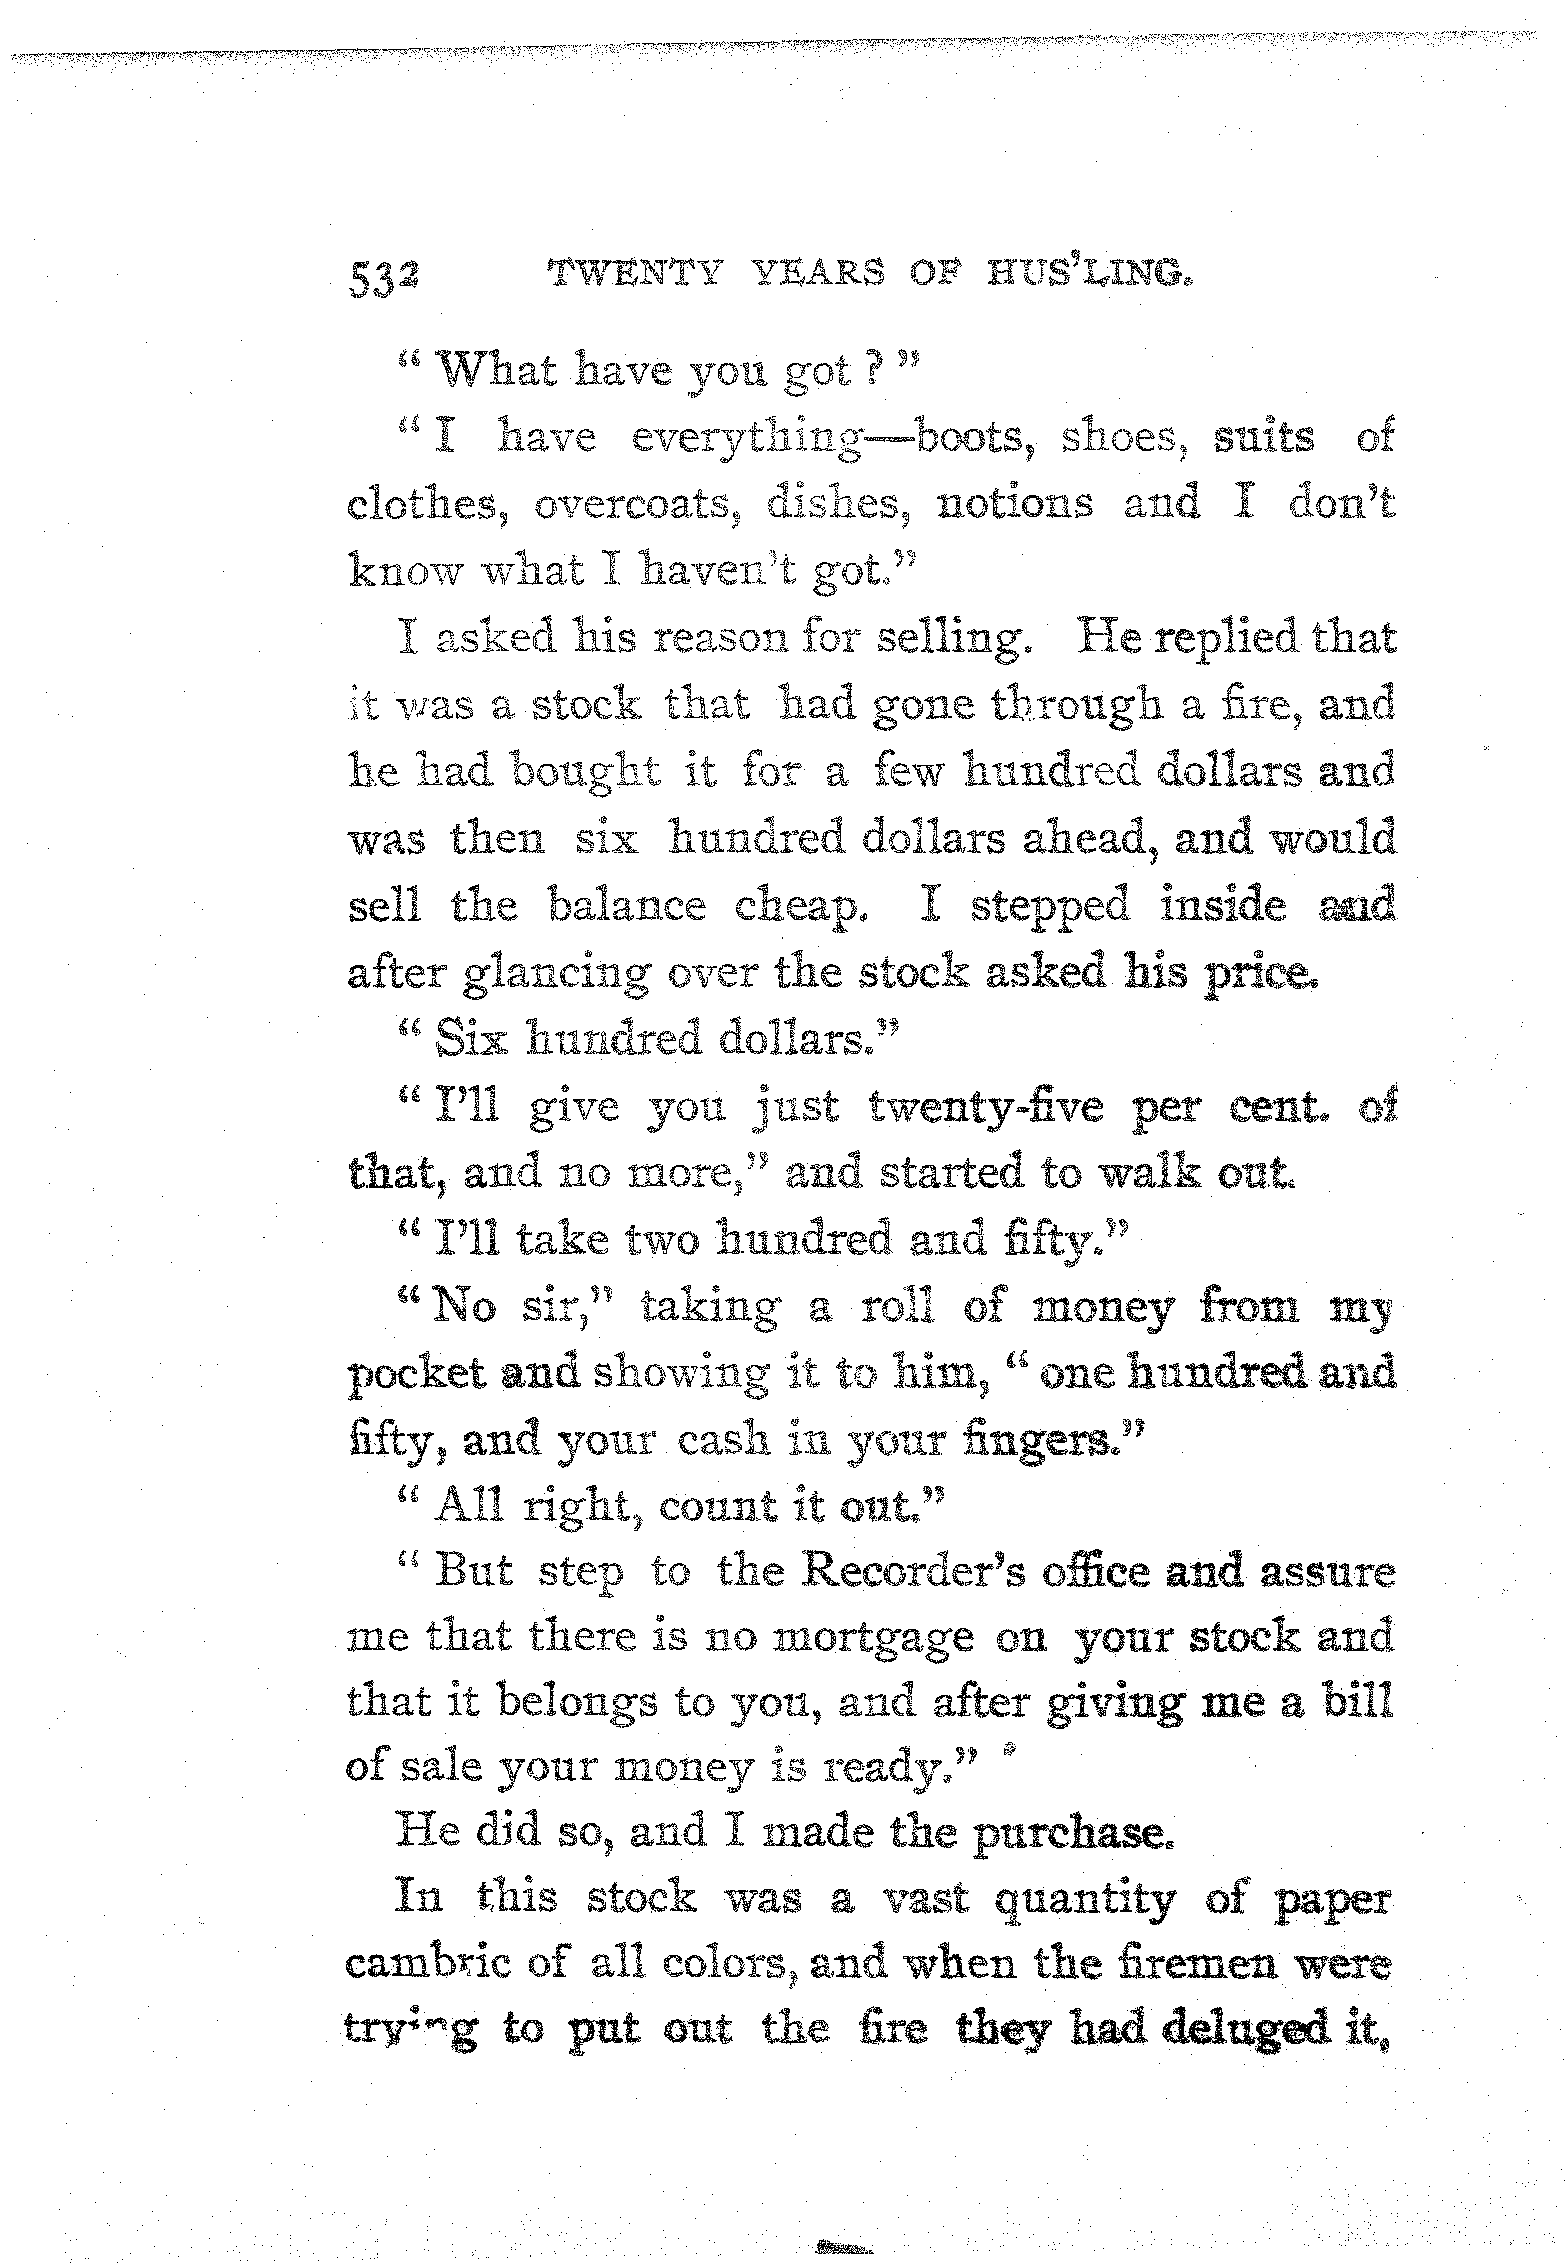 532 TWENTY YEARS OF HUS'LING.
“ What have you got ? ”
“ I have everything—boots, shoes, suits of
clothes, overcoats, dishes, notions and I don't
know what I haven't got.”
I asked his reason for selling. He replied that
it was a stock that had gone through a fire, and
he had bought it for a few hundred dollars and
was then six hundred dollars ahead, and would
sell the balance cheap. I stepped inside and
after glancing over the stock asked his price.
“ Six hundred dollars.”
“ I'll give you just twenty-five per cent. of
that, and no more,” and started to walk out.
“ I'll take two hundred and fifty.”
“ No sir,” taking a roll of money from my
pocket and showing it to him, “ one hundred and
fifty, and your cash in your fingers.”
“ All right, count it out.”
“ But step to the Recorder's office and assure
me that there is no mortgage on your stock and
that it belongs to you, and after giving me a bill
of sale your money is ready.”
He did so, and I made the purchase.
In this stock was a vast quantity of paper
cambric of all colors, and when the firemen were
trying to put out the fire they had deluged it,